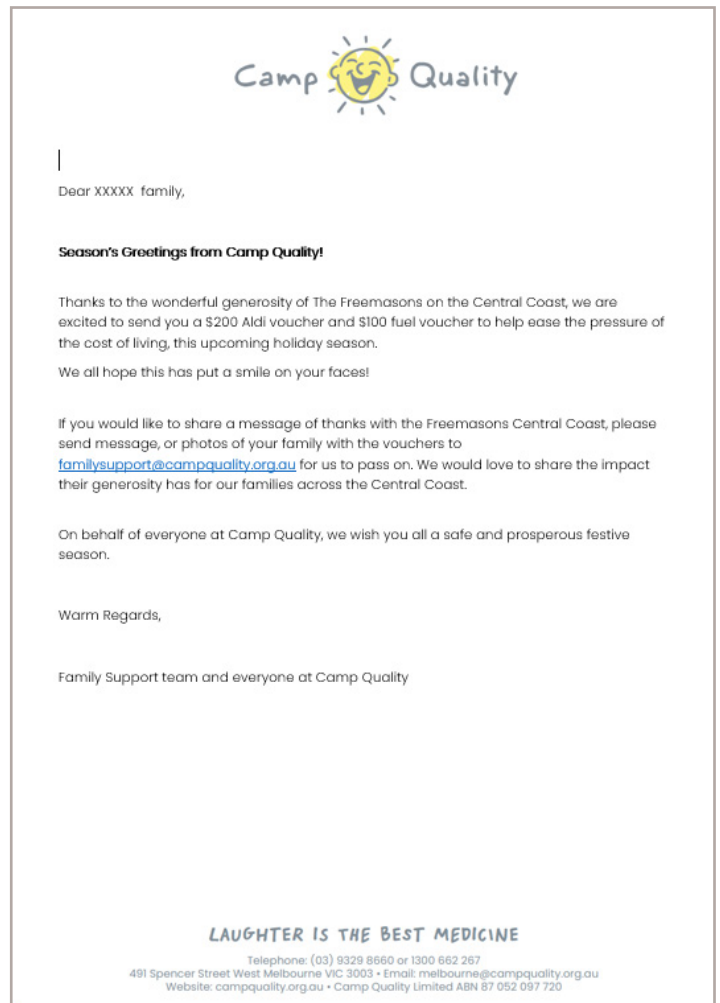 Camp Quality
Dear XXXXX  family,
Season's Greetings from Camp Quality!
Thanks to the wonderful generosity of The Freemasons on the Central Coast, we are
excited to send you a $200 Aldi voucher and $100 fuel voucher to help ease the pressure of
the cost of living, this upcoming holiday season.
We all hope this has put a smile on your faces!
If you would like to share a message of thanks with the Freemasons Central Coast, please
send message, or photos of your family with the vouchers to
familysupport@campquality.org.au for us to pass on. We would love to share the impact
their generosity has for our families across the Central Coast.
On behalf of everyone at Camp Quality, we wish you all a safe and prosperous festive
season.
Warm Regards,
Family Support team and everyone at Camp Quality
LAUGHTER IS THE BEST MEDICINE
Telephone: (03) 9329 8660 or 1300 662 267
491 Spencer Street West Melbourne VIC 3003 • Email: melbourne@campquality.org.au
Website: campquality.org.au • Camp Quality Limited ABN 87 052 097 720